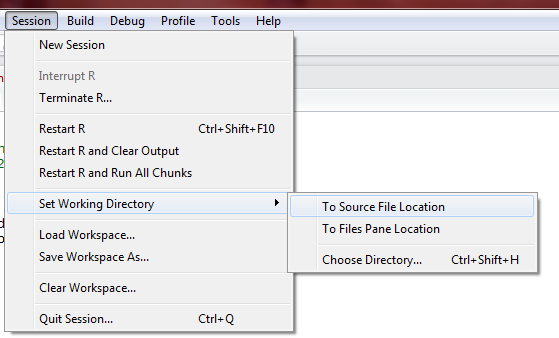 Session Build Debug Profile Tools Help
New Session
Interrupt R
Terminate R...
Restart R Ctrl+Shift+F10
Restart R and Clear Output
Restart R and Run All Chunks
Set Working Directory
To Source File Location
To Files Pane Location
Choose Directory... Ctrl+Shift+H
Load Workspace...
Save Workspace As...
Clear Workspace...
Quit Session... Ctrl+Q